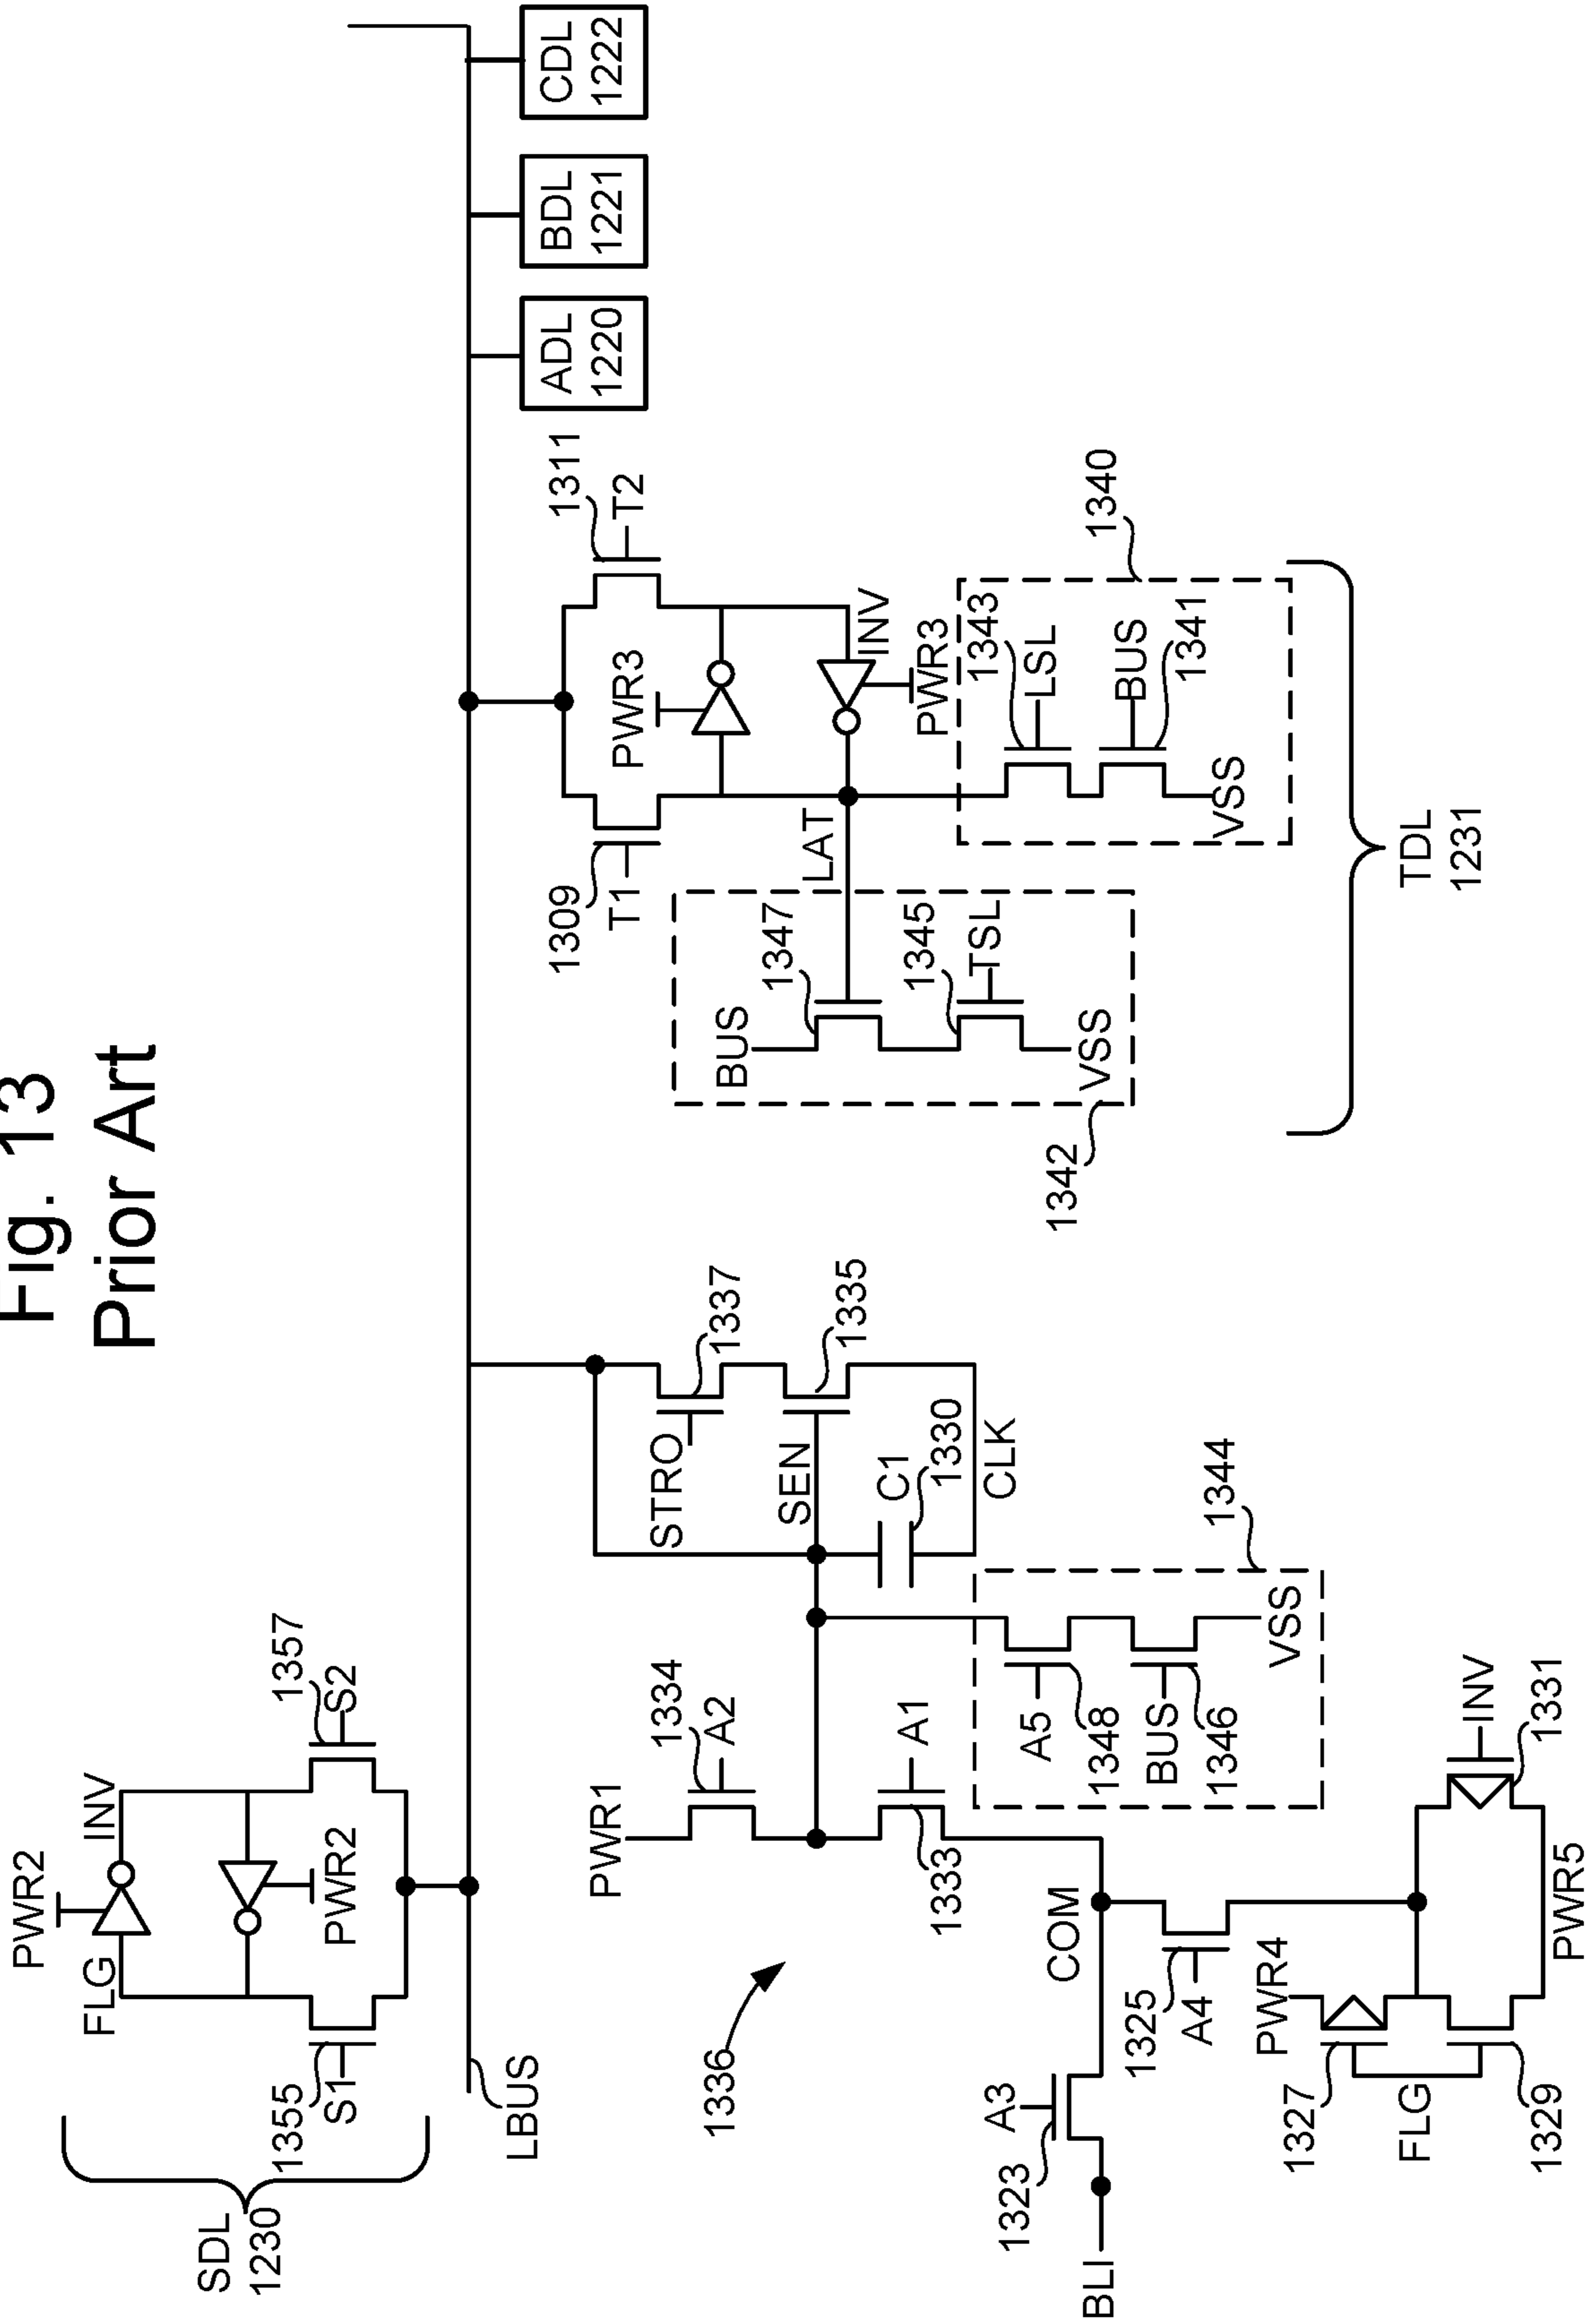 Fig. 13
Prior Art
SDL
1230
PWR2
FLG
INV
PWR2
1355
S1
1357
S2
LBUS
1309
T1
1311
T2
PWR3
INV
PWR3
LAT
ADL
1220
BDL
1221
CDL
1222
1336
PWR1
1334
A2
STRO
1337
SEN
1335
C1
1330
CLK
1333
A1
COM
BLI
1323
A3
1325
A4
PWR4
1327
FLG
1329
PWR5
INV
1331
A5
1348
BUS
1346
VSS
1344
1342
BUS
1347
1345
TSL
VSS
1343
LSL
BUS
1341
VSS
1340
TDL
1231